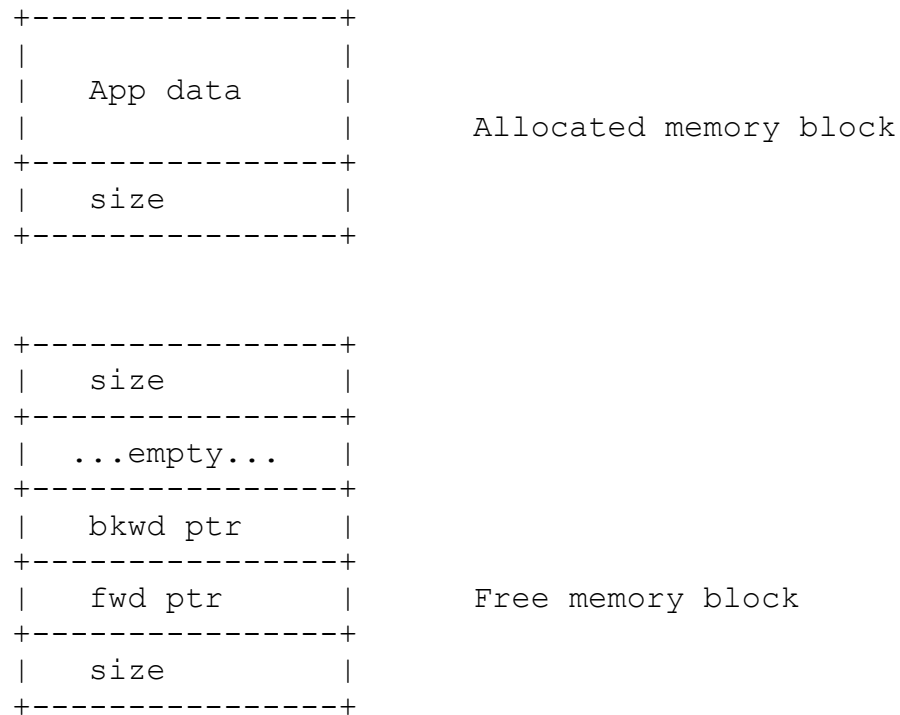 +----------------+
|                |
|   App data     |
|                |      Allocated memory block
+----------------+
|   size         |
+----------------+
+----------------+
|   size         |
+----------------+
|  ...empty...   |
+----------------+
|   bkwd ptr     |
+----------------+
|   fwd ptr      |      Free memory block
+----------------+
|   size         |
+----------------+